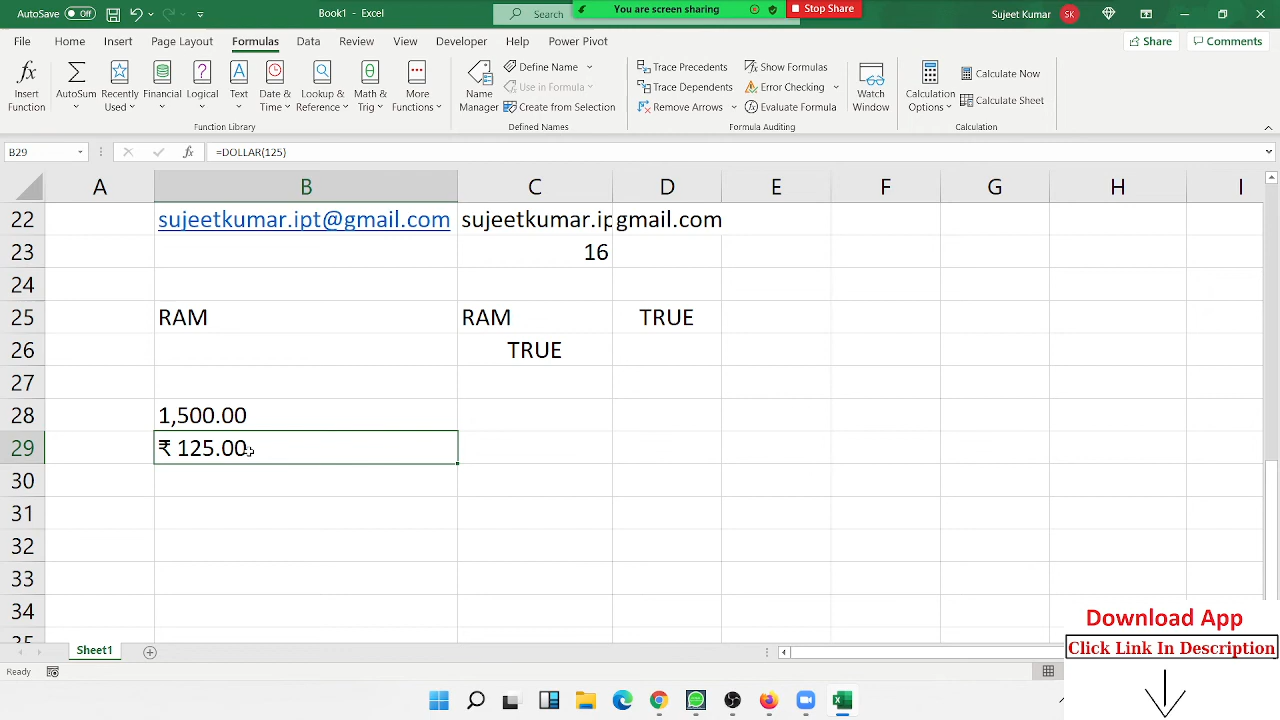 AutoSave Off Book1 - Excel Search You are screen sharing Stop Share Sujeet Kumar SK
File Home Insert Page Layout Formulas Data Review View Developer Help Power Pivot Share Comments
Insert Function
AutoSum
Recently Used
Financial
Logical
Text
Date & Time
Lookup & Reference
Math & Trig
More Functions
Function Library
Name Manager
Define Name
Use in Formula
Create from Selection
Defined Names
Trace Precedents
Trace Dependents
Remove Arrows
Show Formulas
Error Checking
Evaluate Formula
Formula Auditing
Watch Window
Calculation Options
Calculate Now
Calculate Sheet
Calculation
B29 fx =DOLLAR(125)
A B C D E F G H I
22 sujeetkumar.ipt@gmail.com sujeetkumar.ip gmail.com
23 16
24
25 RAM RAM TRUE
26 TRUE
27
28 1,500.00
29 ₹ 125.00
30
31
32
33
34
35
Download App
Click Link In Description
Sheet1
Ready